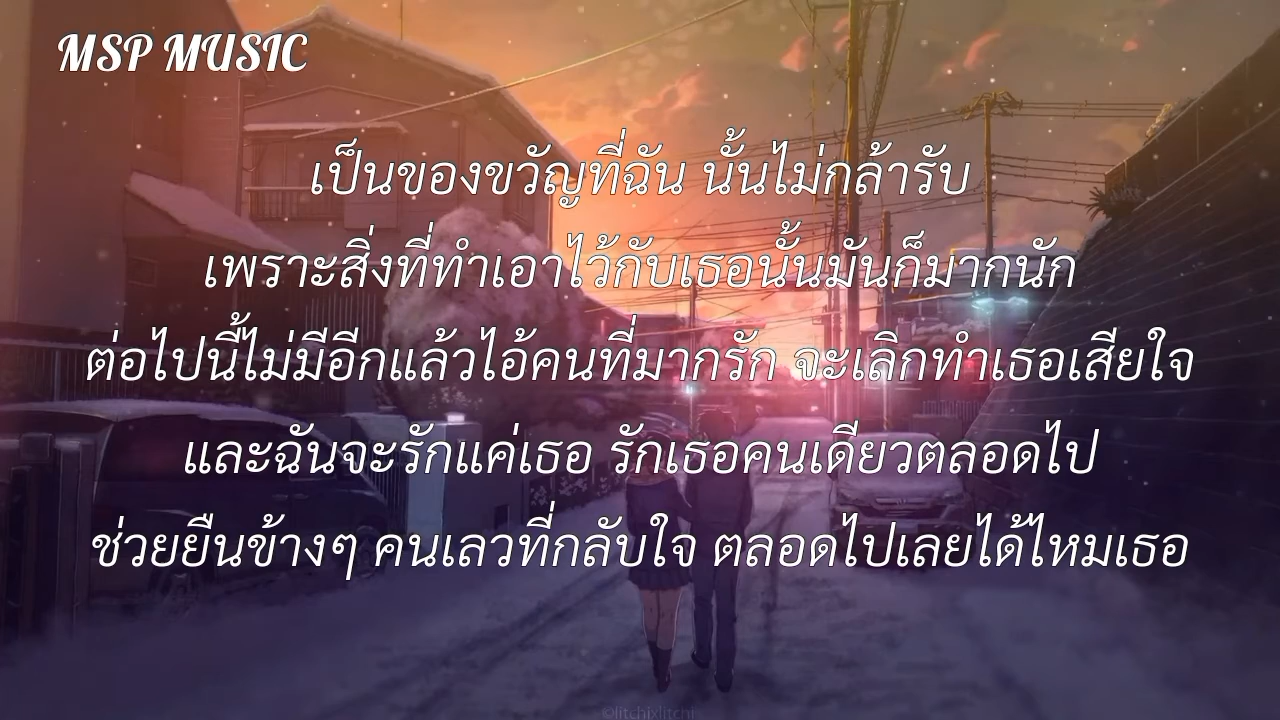 MSP MUSIC
เป็นของขวัญที่ฉัน นั้นไม่กล้ารับ
เพราะสิ่งที่ทำเอาไว้กับเธอนั้นมันก็มากนัก
ต่อไปนี้ไม่มีอีกแล้วไอ้คนที่มากรัก จะเลิกทำเธอเสียใจ
และฉันจะรักแค่เธอ รักเธอคนเดียวตลอดไป
ช่วยยืนข้างๆ คนเลวที่กลับใจ ตลอดไปเลยได้ไหมเธอ
©litchixlitchi